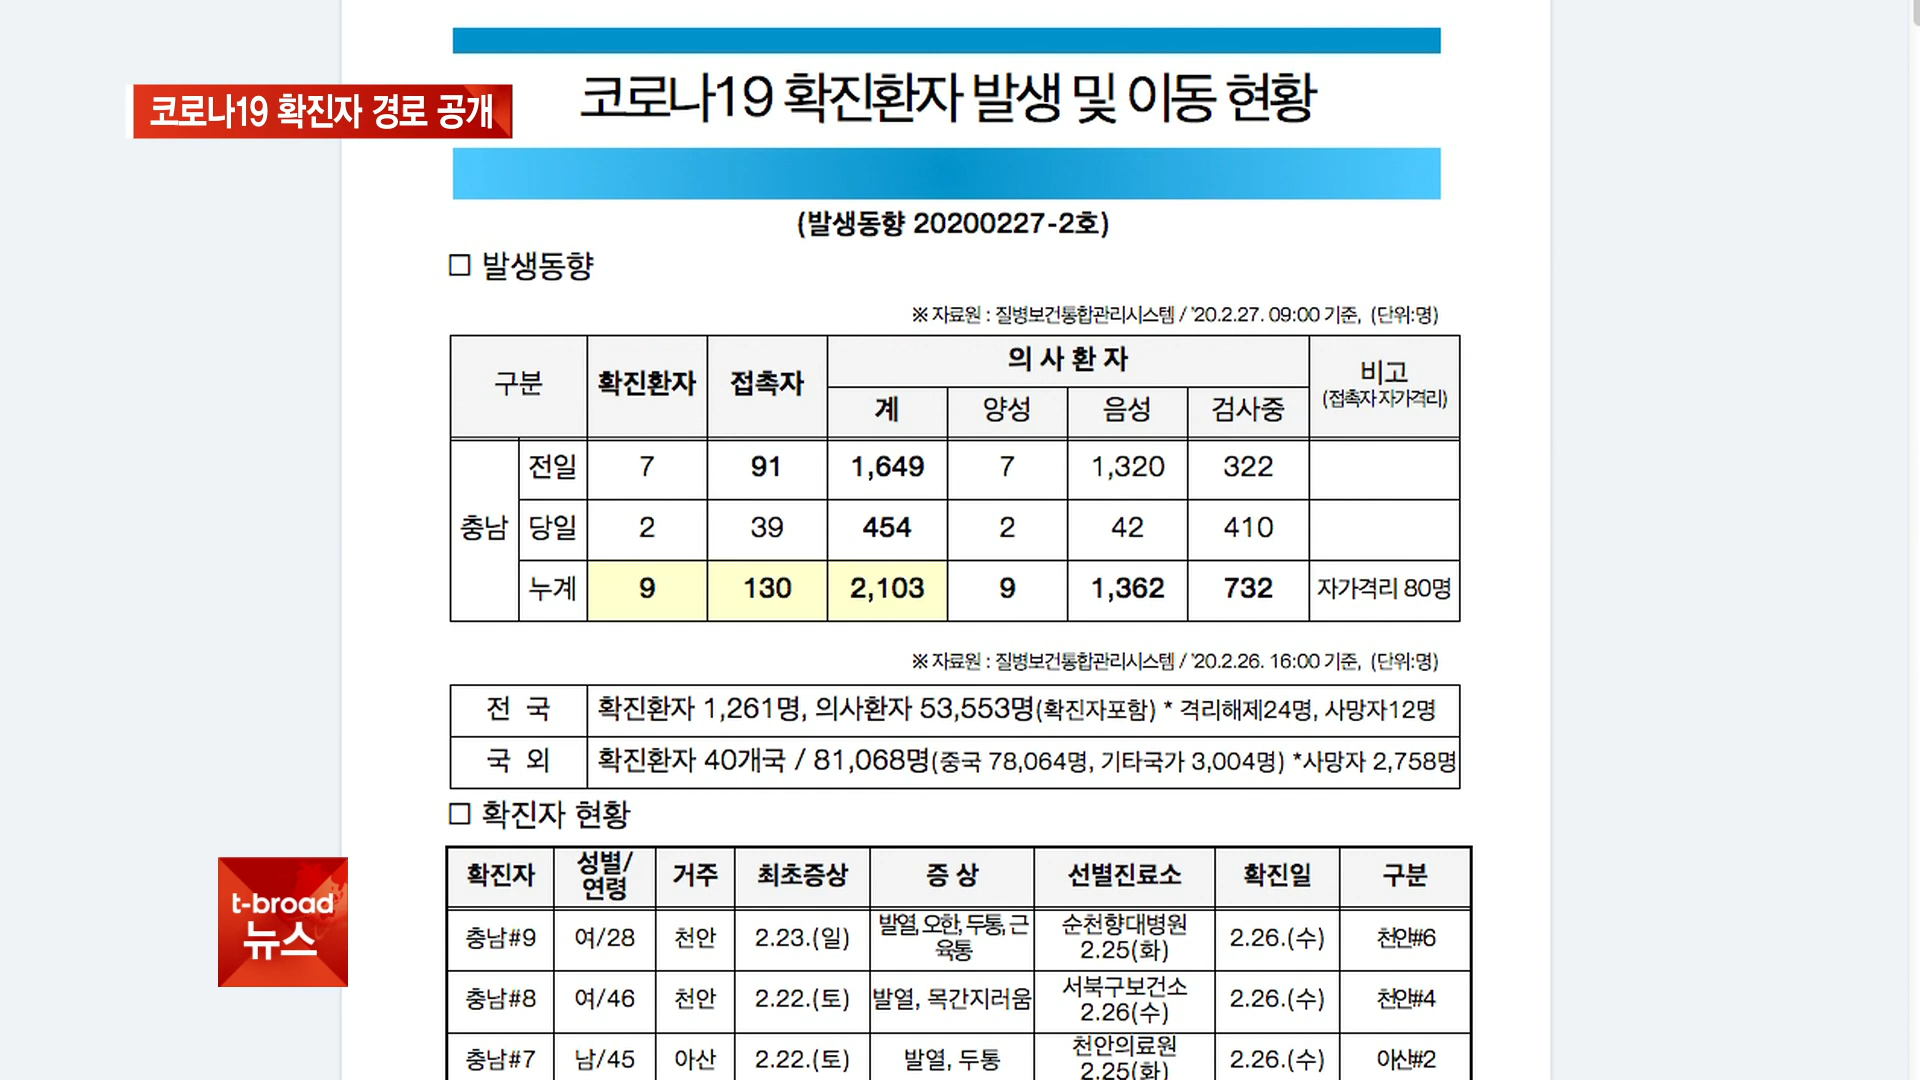 코로나19 확진자 경로 공개
코로나19 확진환자 발생 및 이동 현황
(발생동향 20200227-2호)
□ 발생동향
※ 자료원 : 질병보건통합관리시스템 / '20.2.27. 09:00 기준, (단위:명)
구분 확진환자 접촉자 의 사 환 자 비고
(접촉자 자가격리)
계 양성 음성 검사중
충남 전일 7 91 1,649 7 1,320 322
당일 2 39 454 2 42 410
누계 9 130 2,103 9 1,362 732 자가격리 80명
※ 자료원 : 질병보건통합관리시스템 / '20.2.26. 16:00 기준, (단위:명)
전 국 확진환자 1,261명, 의사환자 53,553명(확진자포함) * 격리해제24명, 사망자12명
국 외 확진환자 40개국 / 81,068명(중국 78,064명, 기타국가 3,004명) *사망자 2,758명
□ 확진자 현황
확진자 성별/연령 거주 최초증상 증 상 선별진료소 확진일 구분
충남#9 여/28 천안 2.23.(일) 발열, 오한, 두통, 근육통 순천향대병원 2.25(화) 2.26.(수) 천안#6
충남#8 여/46 천안 2.22.(토) 발열, 목간지러움 서북구보건소 2.26(수) 2.26.(수) 천안#4
충남#7 남/45 아산 2.22.(토) 발열, 두통 천안의료원 2.25(화) 2.26.(수) 아산#2
t-broad
뉴스